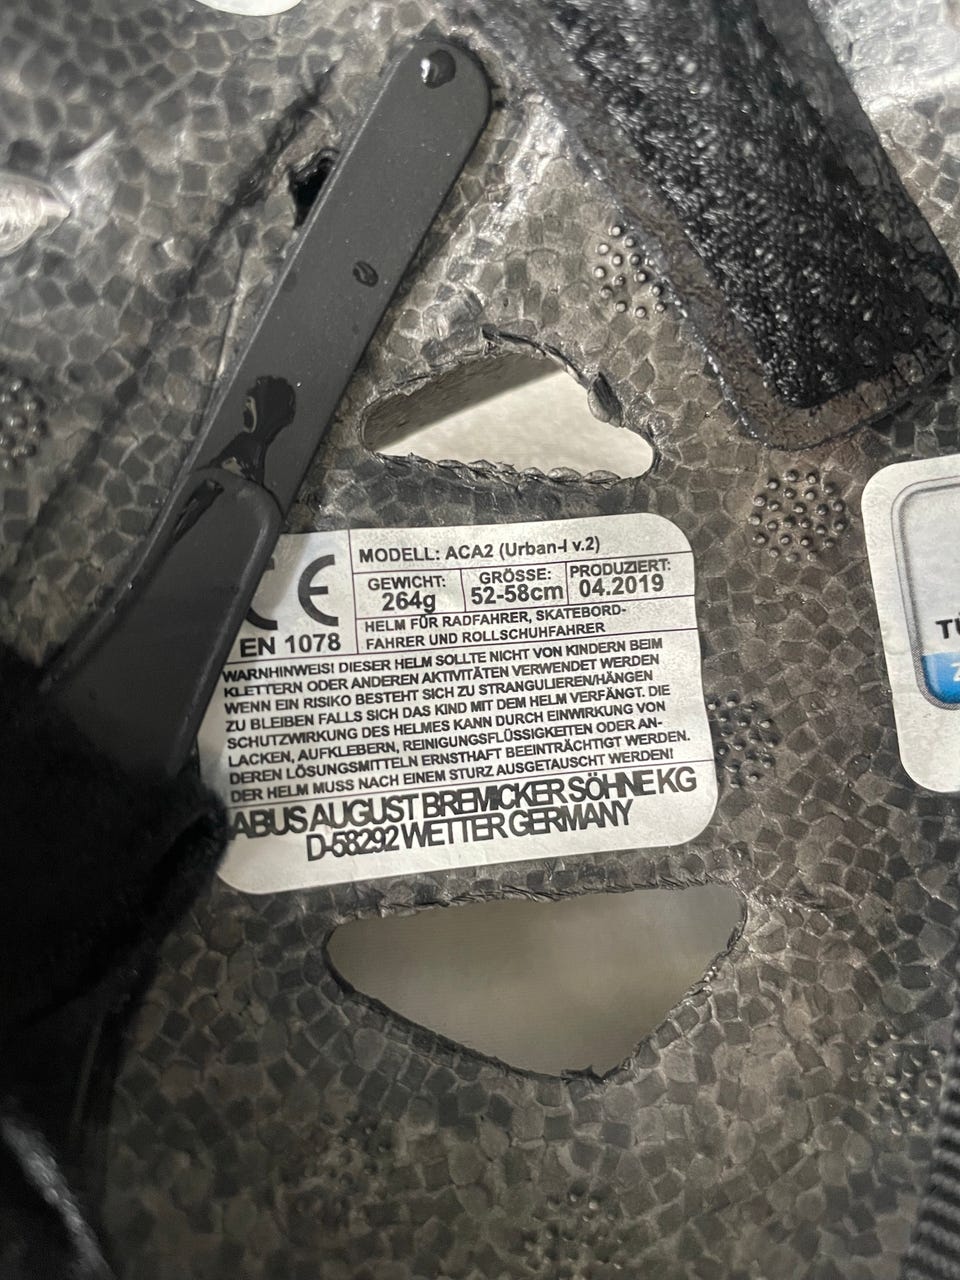 CE
EN 1078
MODELL: ACA2 (Urban-I v.2)
GEWICHT:
264g
GRÖSSE:
52-58cm
PRODUZIERT:
04.2019
HELM FÜR RADFAHRER, SKATEBORD-
FAHRER UND ROLLSCHUHFAHRER
WARNHINWEIS! DIESER HELM SOLLTE NICHT VON KINDERN BEIM
KLETTERN ODER ANDEREN AKTIVITÄTEN VERWENDET WERDEN
WENN EIN RISIKO BESTEHT SICH ZU STRANGULIEREN/HÄNGEN
ZU BLEIBEN FALLS SICH DAS KIND MIT DEM HELM VERFÄNGT. DIE
SCHUTZWIRKUNG DES HELMES KANN DURCH EINWIRKUNG VON
LACKEN, AUFKLEBERN, REINIGUNGSFLÜSSIGKEITEN ODER AN-
DEREN LÖSUNGSMITTELN ERNSTHAFT BEEINTRÄCHTIGT WERDEN.
DER HELM MUSS NACH EINEM STURZ AUSGETAUSCHT WERDEN!
ABUS AUGUST BREMICKER SÖHNE KG
D-58292 WETTER GERMANY